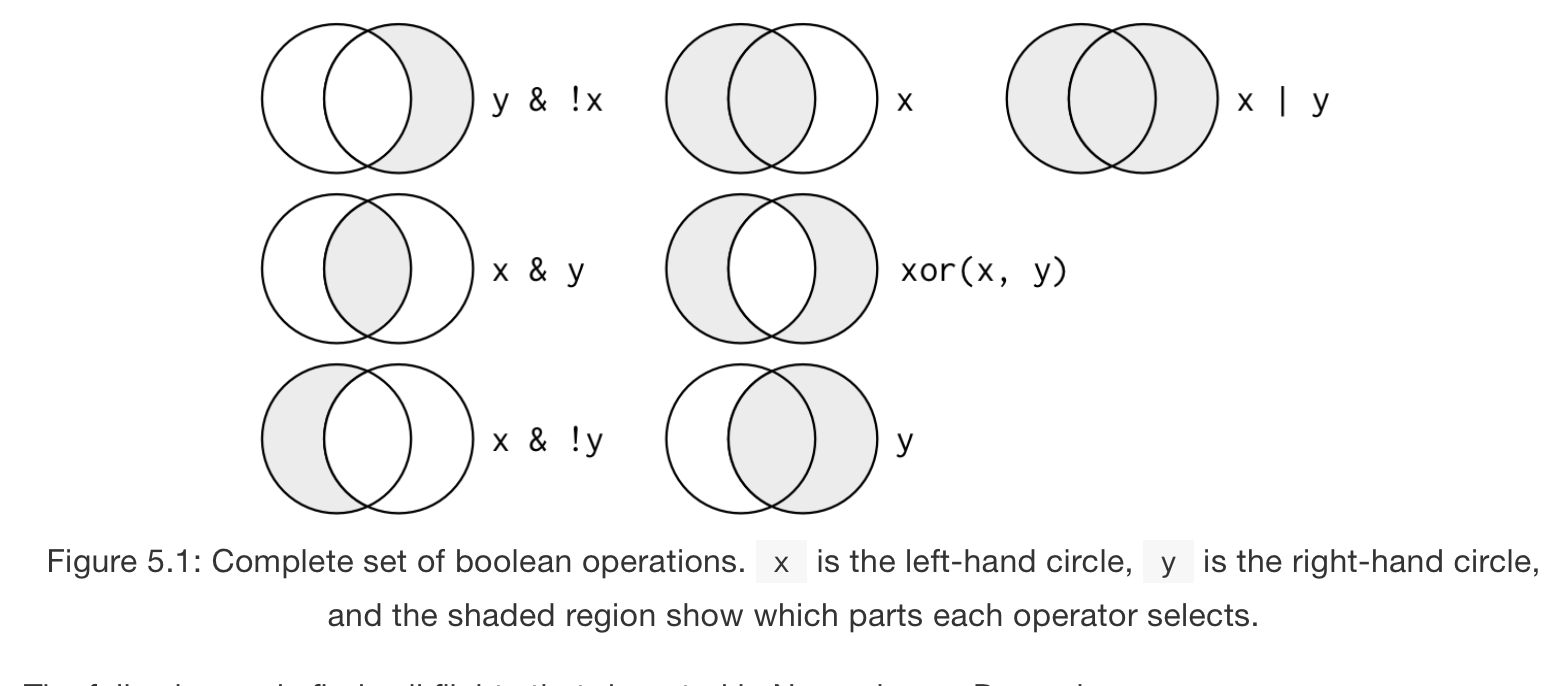 y & !x
x
x | y
x & y
xor(x, y)
x & !y
y
Figure 5.1: Complete set of boolean operations. x is the left-hand circle, y is the right-hand circle,
and the shaded region show which parts each operator selects.